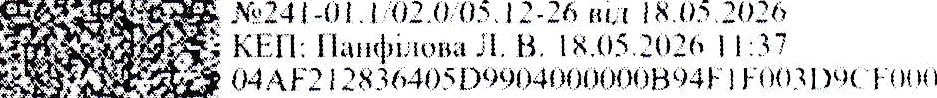 №241-01.1/02.0/05.12-26 від 18.05.2026
КЕП: Панфілова Л. В. 18.05.2026 11:37
04AF212836405D9904000000B94F1F003D9CF000